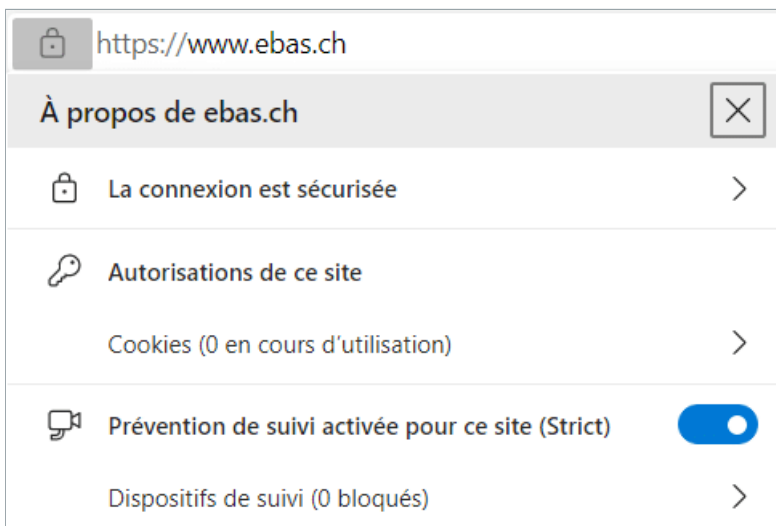 https://www.ebas.ch
À propos de ebas.ch
La connexion est sécurisée
Autorisations de ce site
Cookies (0 en cours d'utilisation)
Prévention de suivi activée pour ce site (Strict)
Dispositifs de suivi (0 bloqués)